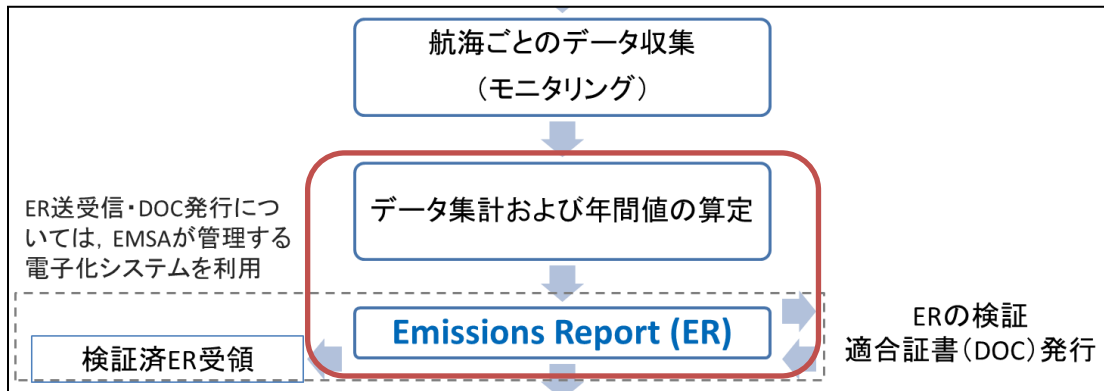 航海ごとのデータ収集
（モニタリング）
データ集計および年間値の算定
ER送受信・DOC発行につ
いては，EMSAが管理する
電子化システムを利用
Emissions Report (ER)
ERの検証
適合証書（DOC）発行
検証済ER受領